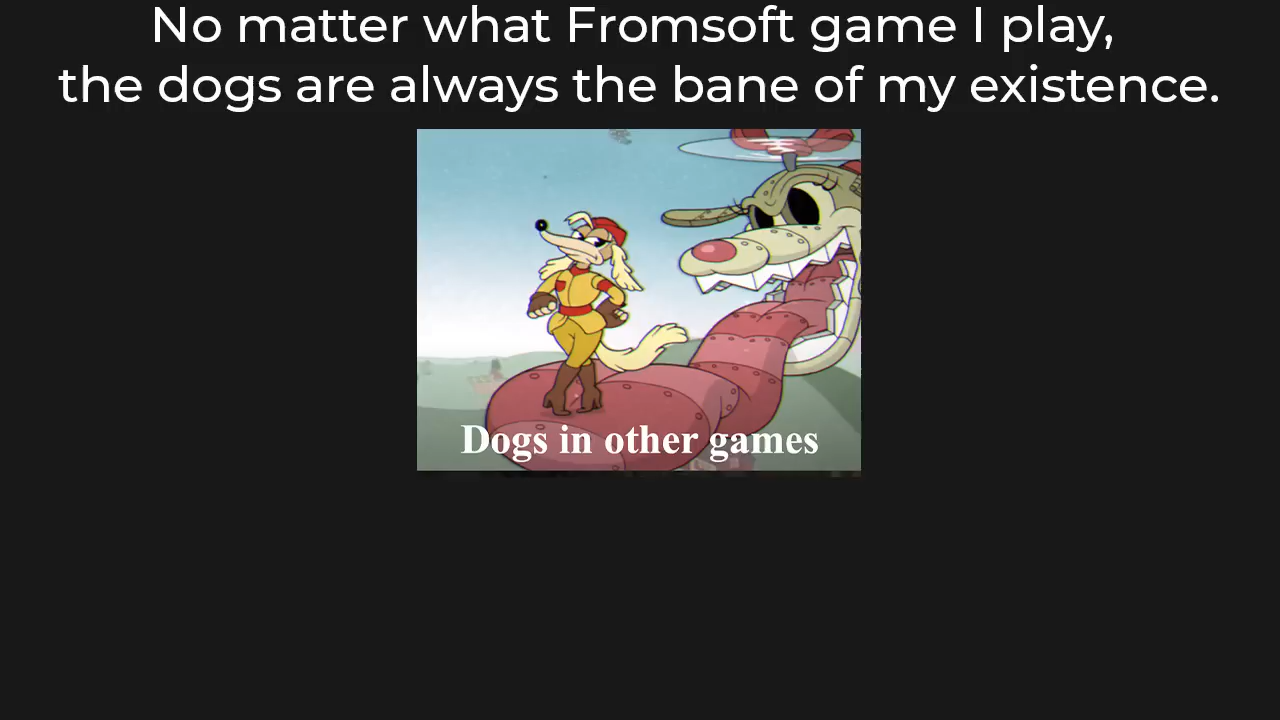 No matter what Fromsoft game I play,
the dogs are always the bane of my existence.
Dogs in other games